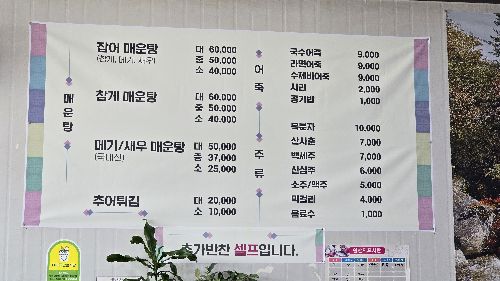 매운탕
잡어 매운탕 대 60.000
(참게, 메기, 새우) 중 50.000
소 40.000
참게 매운탕 대 60.000
중 50.000
소 40.000
메기/새우 매운탕 대 50,000
(국내산) 중 37,000
소 25,000
추어튀김 대 20,000
소 10,000
어죽
국수어죽 9.000
라면어죽 9.000
수제비어죽 9.000
사리 2,000
공기밥 1,000
주류
복분자 10.000
산사춘 7,000
백세주 7,000
산삼주 6.000
소주/맥주 5.000
막걸리 4.000
음료수 1,000
추가반찬 셀프입니다.